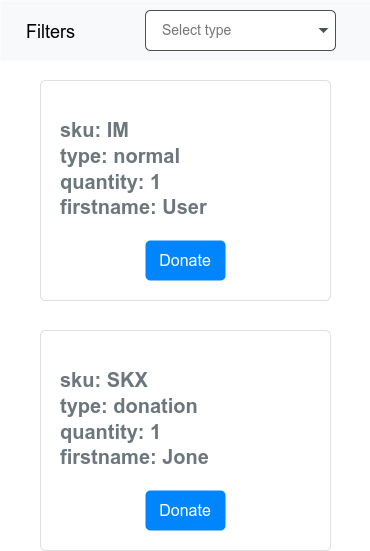 Filters
Select type
sku: IM
type: normal
quantity: 1
firstname: User
Donate
sku: SKX
type: donation
quantity: 1
firstname: Jone
Donate